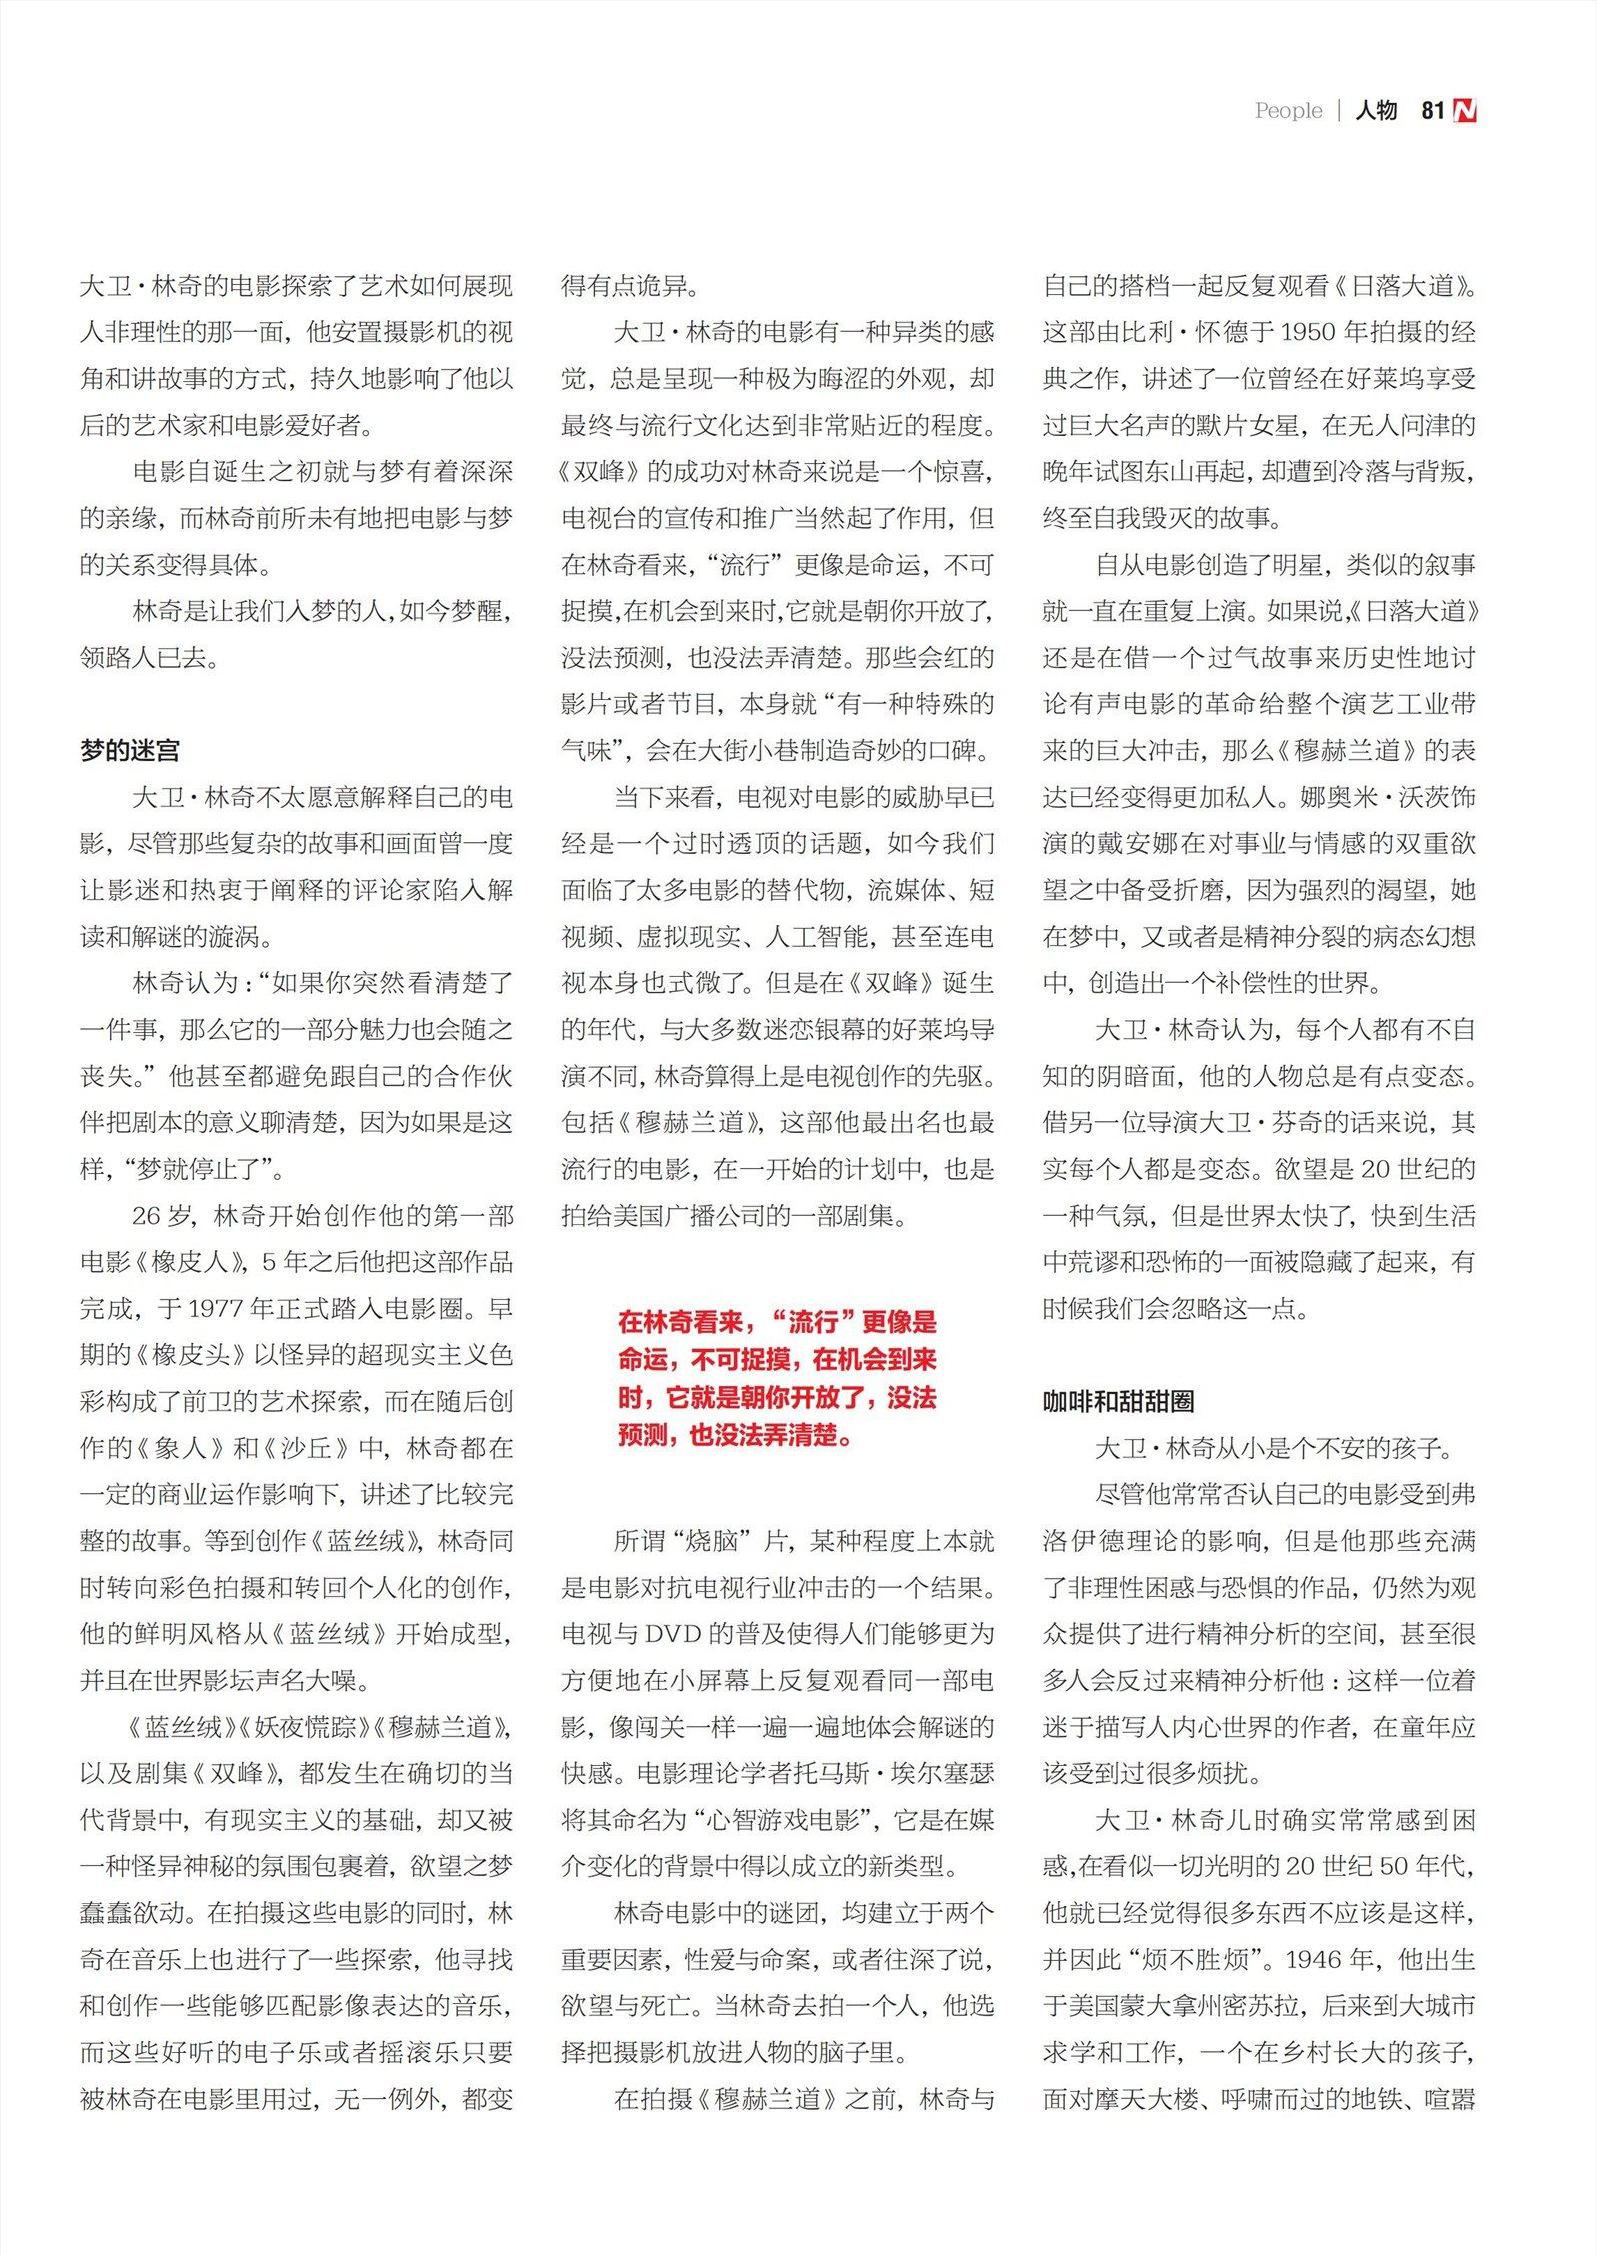 People | 人物 81
大卫·林奇的电影探索了艺术如何展现
人非理性的那一面，他安置摄影机的视
角和讲故事的方式，持久地影响了他以
后的艺术家和电影爱好者。
电影自诞生之初就与梦有着深深
的亲缘，而林奇前所未有地把电影与梦
的关系变得具体。
林奇是让我们入梦的人，如今梦醒，
领路人已去。
梦的迷宫
大卫·林奇不太愿意解释自己的电
影，尽管那些复杂的故事和画面曾一度
让影迷和热衷于阐释的评论家陷入解
读和解谜的漩涡。
林奇认为：“如果你突然看清楚了
一件事，那么它的一部分魅力也会随之
丧失。”他甚至都避免跟自己的合作伙
伴把剧本的意义聊清楚，因为如果是这
样，“梦就停止了”。
26 岁，林奇开始创作他的第一部
电影《橡皮人》，5 年之后他把这部作品
完成，于 1977 年正式踏入电影圈。早
期的《橡皮头》以怪异的超现实主义色
彩构成了前卫的艺术探索，而在随后创
作的《象人》和《沙丘》中，林奇都在
一定的商业运作影响下，讲述了比较完
整的故事。等到创作《蓝丝绒》，林奇同
时转向彩色拍摄和转回个人化的创作，
他的鲜明风格从《蓝丝绒》开始成型，
并且在世界影坛声名大噪。
《蓝丝绒》《妖夜慌踪》《穆赫兰道》，
以及剧集《双峰》，都发生在确切的当
代背景中，有现实主义的基础，却又被
一种怪异神秘的氛围包裹着，欲望之梦
蠢蠢欲动。在拍摄这些电影的同时，林
奇在音乐上也进行了一些探索，他寻找
和创作一些能够匹配影像表达的音乐，
而这些好听的电子乐或者摇滚乐只要
被林奇在电影里用过，无一例外，都变
得有点诡异。
大卫·林奇的电影有一种异类的感
觉，总是呈现一种极为晦涩的外观，却
最终与流行文化达到非常贴近的程度。
《双峰》的成功对林奇来说是一个惊喜，
电视台的宣传和推广当然起了作用，但
在林奇看来，“流行”更像是命运，不可
捉摸，在机会到来时，它就是朝你开放了，
没法预测，也没法弄清楚。那些会红的
影片或者节目，本身就“有一种特殊的
气味”，会在大街小巷制造奇妙的口碑。
当下来看，电视对电影的威胁早已
经是一个过时透顶的话题，如今我们
面临了太多电影的替代物，流媒体、短
视频、虚拟现实、人工智能，甚至连电
视本身也式微了。但是在《双峰》诞生
的年代，与大多数迷恋银幕的好莱坞导
演不同，林奇算得上是电视创作的先驱。
包括《穆赫兰道》，这部他最出名也最
流行的电影，在一开始的计划中，也是
拍给美国广播公司的一部剧集。
在林奇看来，“流行”更像是
命运，不可捉摸，在机会到来
时，它就是朝你开放了，没法
预测，也没法弄清楚。
所谓“烧脑”片，某种程度上本就
是电影对抗电视行业冲击的一个结果。
电视与 DVD 的普及使得人们能够更为
方便地在小屏幕上反复观看同一部电
影，像闯关一样一遍一遍地体会解谜的
快感。电影理论学者托马斯·埃尔塞瑟
将其命名为“心智游戏电影”，它是在媒
介变化的背景中得以成立的新类型。
林奇电影中的谜团，均建立于两个
重要因素，性爱与命案，或者往深了说，
欲望与死亡。当林奇去拍一个人，他选
择把摄影机放进人物的脑子里。
在拍摄《穆赫兰道》之前，林奇与
自己的搭档一起反复观看《日落大道》。
这部由比利·怀德于 1950 年拍摄的经
典之作，讲述了一位曾经在好莱坞享受
过巨大名声的默片女星，在无人问津的
晚年试图东山再起，却遭到冷落与背叛，
终至自我毁灭的故事。
自从电影创造了明星，类似的叙事
就一直在重复上演。如果说，《日落大道》
还是在借一个过气故事来历史性地讨
论有声电影的革命给整个演艺工业带
来的巨大冲击，那么《穆赫兰道》的表
达已经变得更加私人。娜奥米·沃茨饰
演的戴安娜在对事业与情感的双重欲
望之中备受折磨，因为强烈的渴望，她
在梦中，又或者是精神分裂的病态幻想
中，创造出一个补偿性的世界。
大卫·林奇认为，每个人都有不自
知的阴暗面，他的人物总是有点变态。
借另一位导演大卫·芬奇的话来说，其
实每个人都是变态。欲望是 20 世纪的
一种气氛，但是世界太快了，快到生活
中荒谬和恐怖的一面被隐藏了起来，有
时候我们会忽略这一点。
咖啡和甜甜圈
大卫·林奇从小是个不安的孩子。
尽管他常常否认自己的电影受到弗
洛伊德理论的影响，但是他那些充满
了非理性困惑与恐惧的作品，仍然为观
众提供了进行精神分析的空间，甚至很
多人会反过来精神分析他：这样一位着
迷于描写人内心世界的作者，在童年应
该受到过很多烦扰。
大卫·林奇儿时确实常常感到困
惑，在看似一切光明的 20 世纪 50 年代，
他就已经觉得很多东西不应该是这样，
并因此“烦不胜烦”。1946 年，他出生
于美国蒙大拿州密苏拉，后来到大城市
求学和工作，一个在乡村长大的孩子，
面对摩天大楼、呼啸而过的地铁、喧嚣